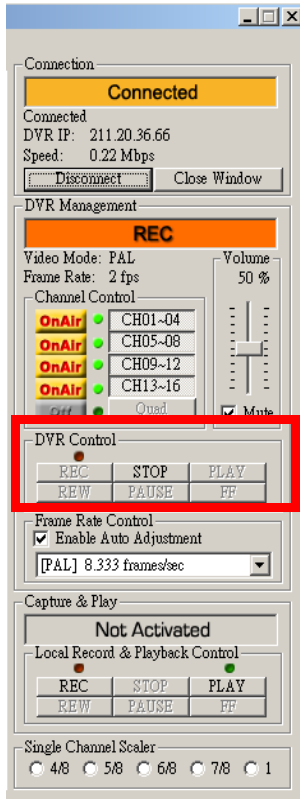 Connection
Connected
Connected
DVR IP: 211.20.36.66
Speed: 0.22 Mbps
Disconnect Close Window
DVR Management
REC
Video Mode: PAL
Frame Rate: 2 fps
Volume
50 %
Channel Control
OnAir CH01~04
OnAir CH05~08
OnAir CH09~12
OnAir CH13~16
Off Quad
Mute
DVR Control
REC STOP PLAY
REW PAUSE FF
Frame Rate Control
Enable Auto Adjustment
[PAL] 8.333 frames/sec
Capture & Play
Not Activated
Local Record & Playback Control
REC STOP PLAY
REW PAUSE FF
Single Channel Scaler
4/8 5/8 6/8 7/8 1